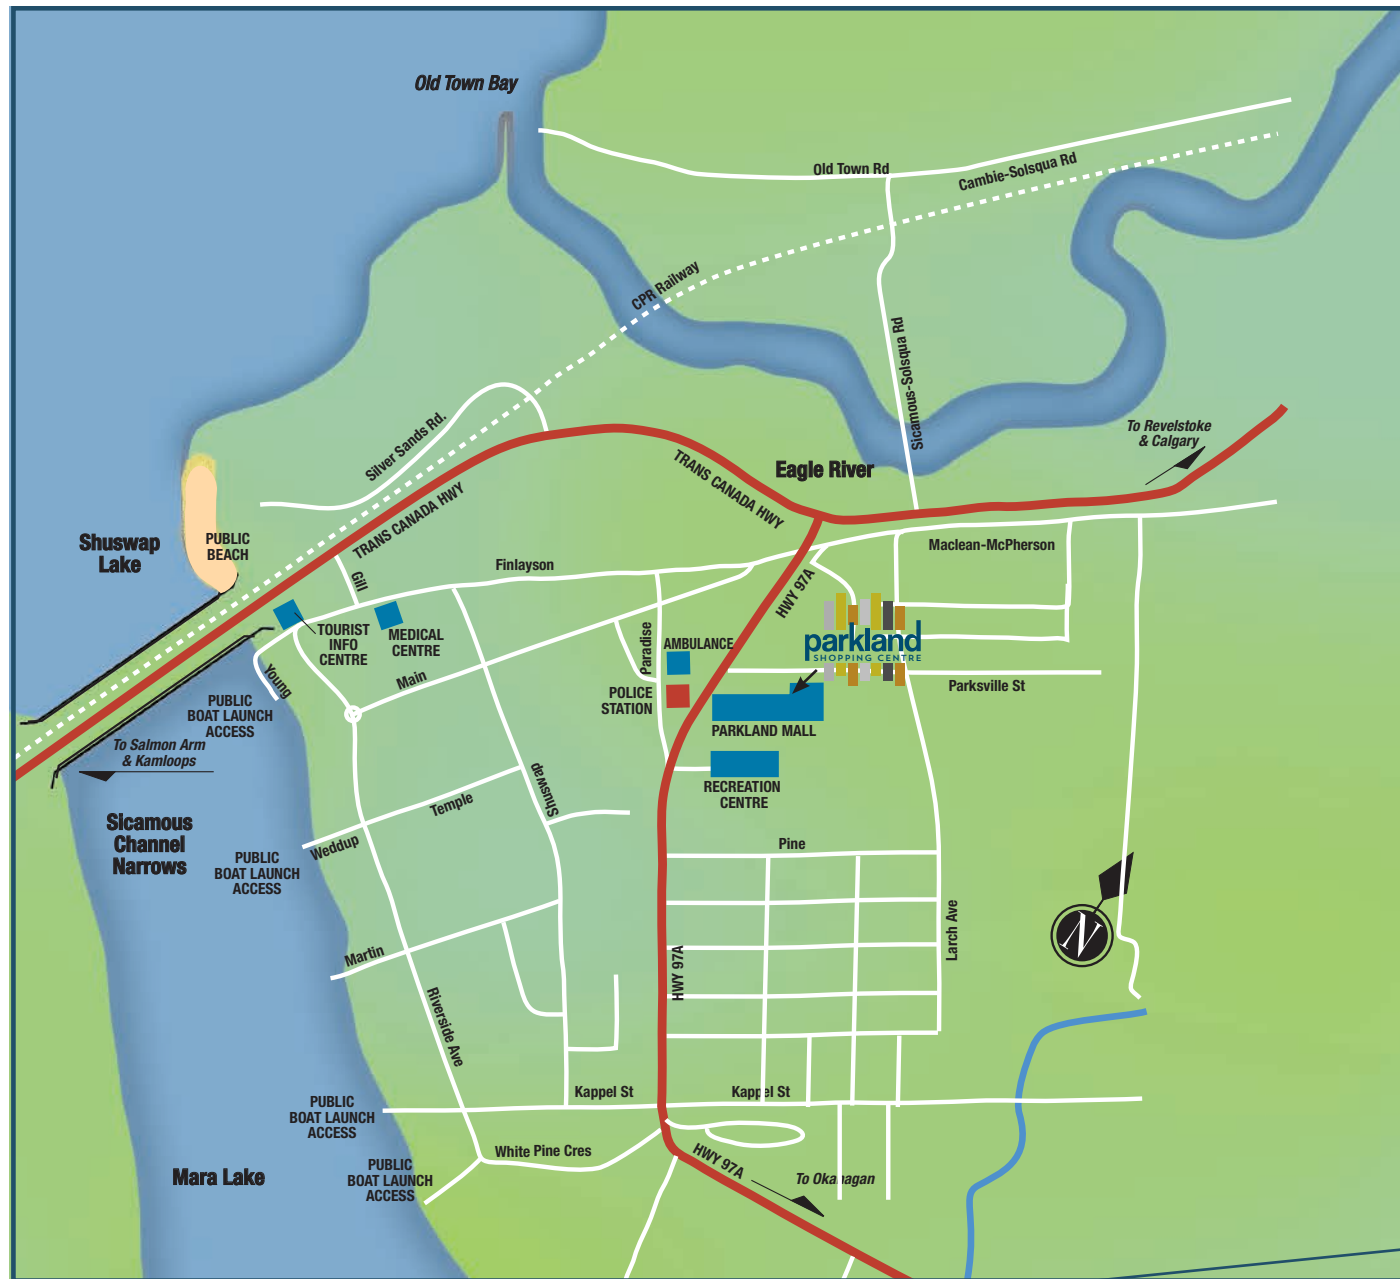 Old Town Bay
Old Town Rd
Cambie-Solsqua Rd
CPR Railway
Sicamous-Solsqua Rd
Silver Sands Rd.
To Revelstoke
& Calgary
TRANS CANADA HWY
TRANS CANADA HWY
Eagle River
Shuswap
Lake
PUBLIC
BEACH
Gill
Finlayson
Maclean-McPherson
HWY 97A
TOURIST
INFO
CENTRE
MEDICAL
CENTRE
Paradise
AMBULANCE
parkland
SHOPPING CENTRE
Young
Main
POLICE
STATION
Parksville St
PUBLIC
BOAT LAUNCH
ACCESS
PARKLAND MALL
To Salmon Arm
& Kamloops
RECREATION
CENTRE
Shuswap
Temple
Sicamous
Channel
Narrows
Weddup
Pine
PUBLIC
BOAT LAUNCH
ACCESS
Larch Ave
N
Martin
HWY 97A
Riverside Ave
Kappel St
Kappel St
PUBLIC
BOAT LAUNCH
ACCESS
White Pine Cres
HWY 97A
To Okanagan
Mara Lake
PUBLIC
BOAT LAUNCH
ACCESS